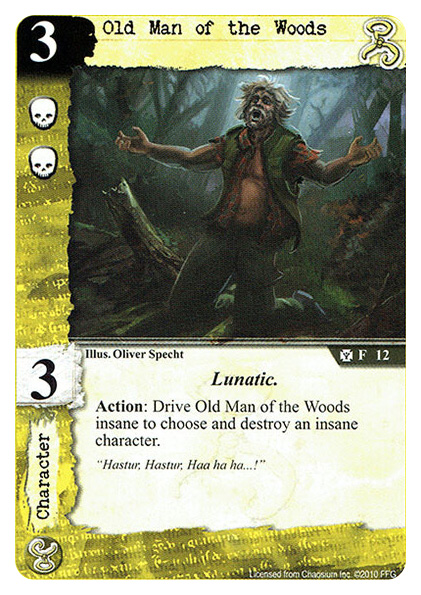 3
Old Man of the Woods
Illus. Oliver Specht
F 12
3
Lunatic.
Action: Drive Old Man of the Woods
insane to choose and destroy an insane
character.
“Hastur, Hastur, Haa ha ha...!”
Character
Licensed from Chaosium Inc. ©2010 FFG